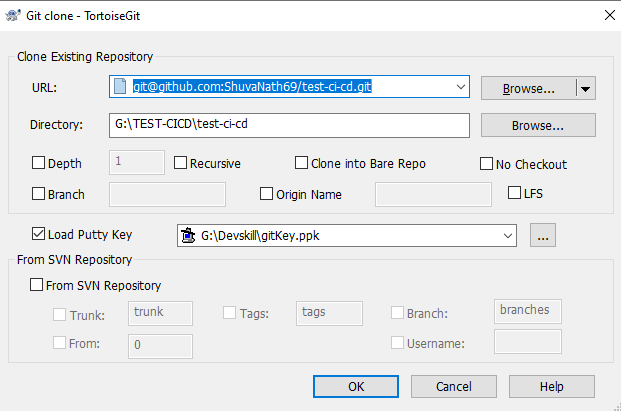 Git clone - TortoiseGit
Clone Existing Repository
URL: git@github.com:ShuvaNath69/test-ci-cd.git Browse...
Directory: G:\TEST-CICD\test-ci-cd Browse...
Depth 1 Recursive Clone into Bare Repo No Checkout
Branch Origin Name LFS
Load Putty Key G:\Devskill\gitKey.ppk ...
From SVN Repository
From SVN Repository
Trunk: trunk Tags: tags Branch: branches
From: 0 Username:
OK Cancel Help